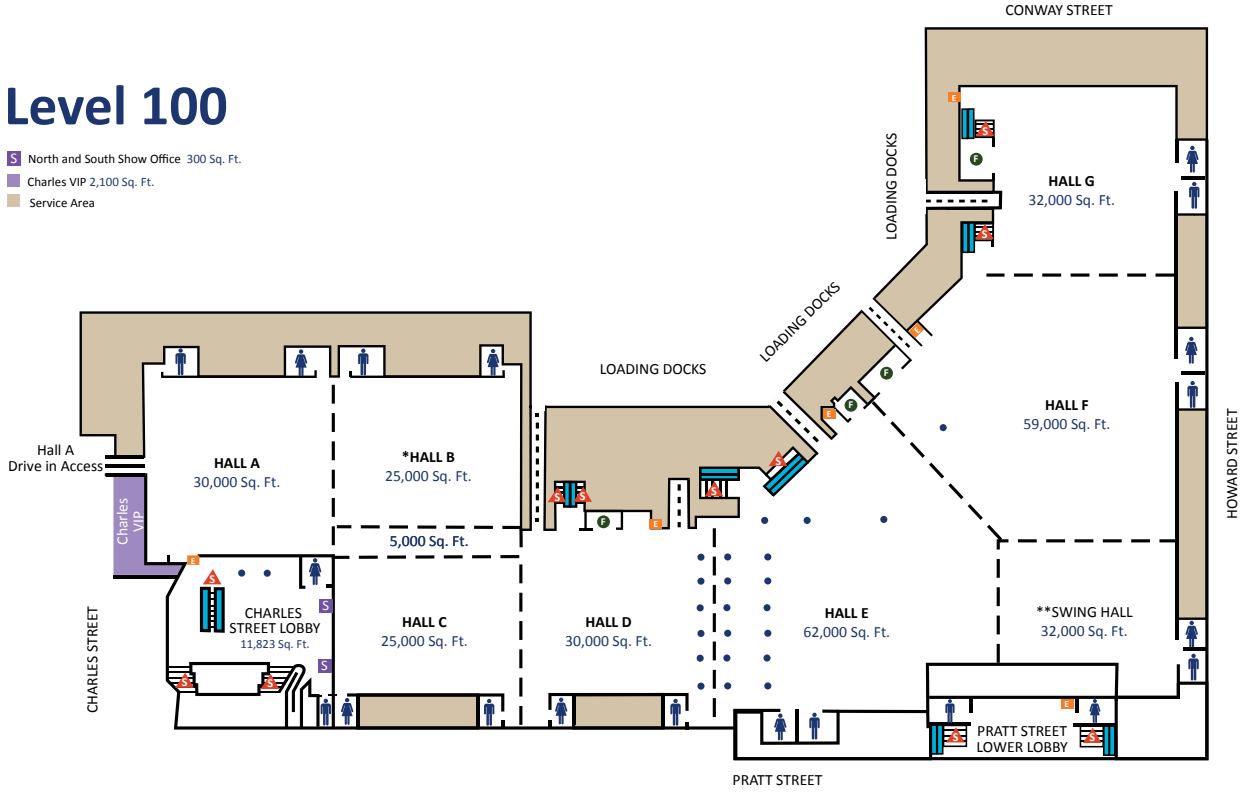 CONWAY STREET
Level 100
S North and South Show Office 300 Sq. Ft.
Charles VIP 2,100 Sq. Ft.
Service Area
E
S
F
LOADING DOCKS
HALL G
32,000 Sq. Ft.
S
LOADING DOCKS
E
LOADING DOCKS
F
F
E
HALL F
59,000 Sq. Ft.
HOWARD STREET
Hall A
Drive in Access
HALL A
30,000 Sq. Ft.
*HALL B
25,000 Sq. Ft.
5,000 Sq. Ft.
S
S
S
S
F
E
Charles
VIP
E
S
CHARLES
STREET LOBBY
11,823 Sq. Ft.
S
S
S
S
CHARLES STREET
HALL C
25,000 Sq. Ft.
HALL D
30,000 Sq. Ft.
HALL E
62,000 Sq. Ft.
**SWING HALL
32,000 Sq. Ft.
E
S
PRATT STREET
LOWER LOBBY
S
PRATT STREET